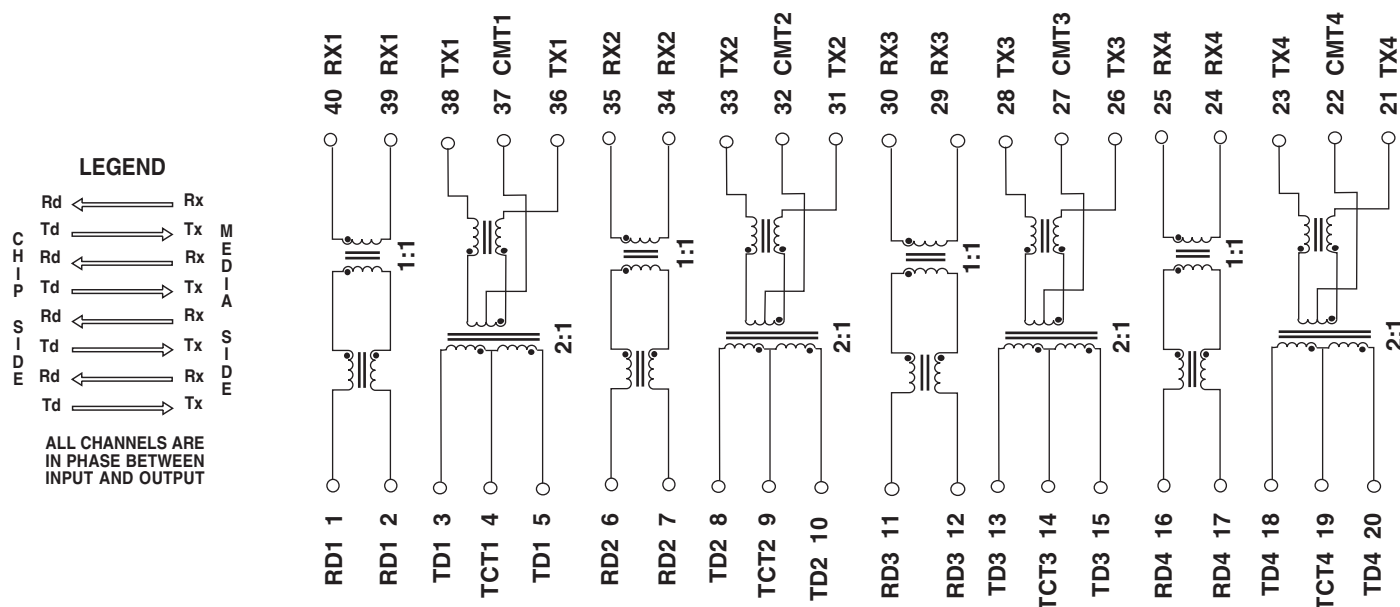 40 RX1
39 RX1
38 TX1
37 CMT1
36 TX1
35 RX2
34 RX2
33 TX2
32 CMT2
31 TX2
30 RX3
29 RX3
28 TX3
27 CMT3
26 TX3
25 RX4
24 RX4
23 TX4
22 CMT4
21 TX4
LEGEND
CHIP SIDE
MEDIA SIDE
Rd Rx
Td Tx
Rd Rx
Td Tx
Rd Rx
Td Tx
Rd Rx
Td Tx
ALL CHANNELS ARE
IN PHASE BETWEEN
INPUT AND OUTPUT
1:1
2:1
1:1
2:1
1:1
2:1
1:1
2:1
RD1 1
RD1 2
TD1 3
TCT1 4
TD1 5
RD2 6
RD2 7
TD2 8
TCT2 9
TD2 10
RD3 11
RD3 12
TD3 13
TCT3 14
TD3 15
RD4 16
RD4 17
TD4 18
TCT4 19
TD4 20